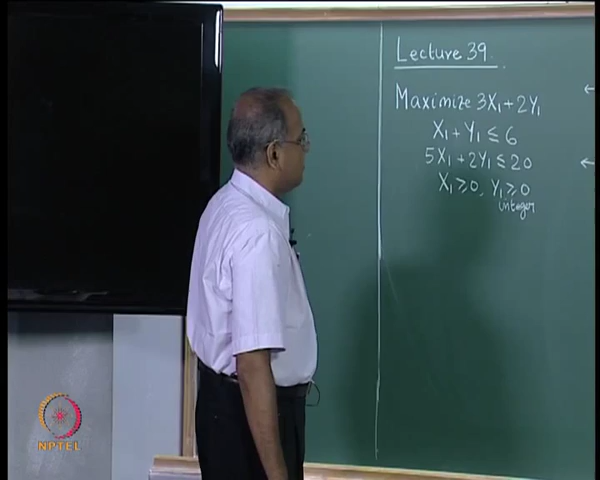 Lecture 39.
Maximize 3X₁ + 2Y₁
X₁ + Y₁ ≤ 6
5X₁ + 2Y₁ ≤ 20
X₁ ≥ 0, Y₁ ≥ 0
integer
NPTEL